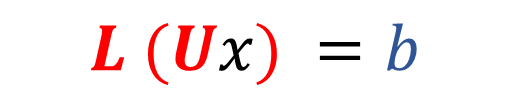 L (Ux) = b